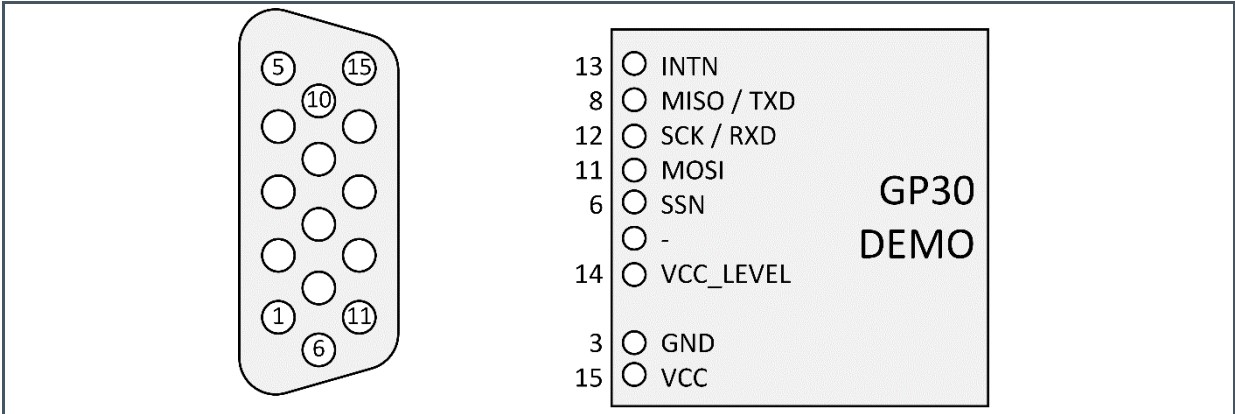 5 15
10
1 11
6
13 INTN
8 MISO / TXD
12 SCK / RXD
11 MOSI
6 SSN
-
14 VCC_LEVEL
3 GND
15 VCC
GP30
DEMO